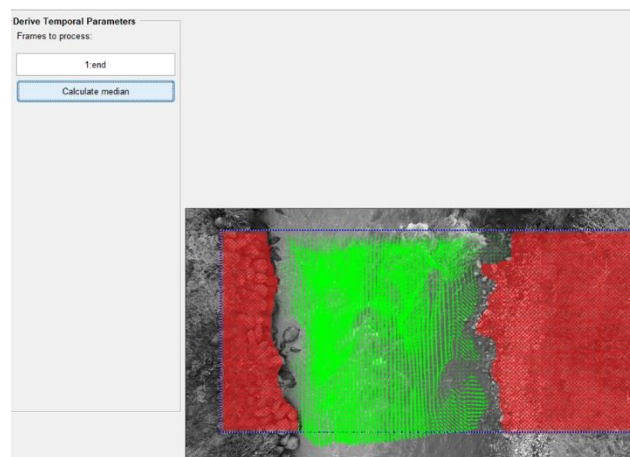 Derive Temporal Parameters
Frames to process:
1:end
Calculate median